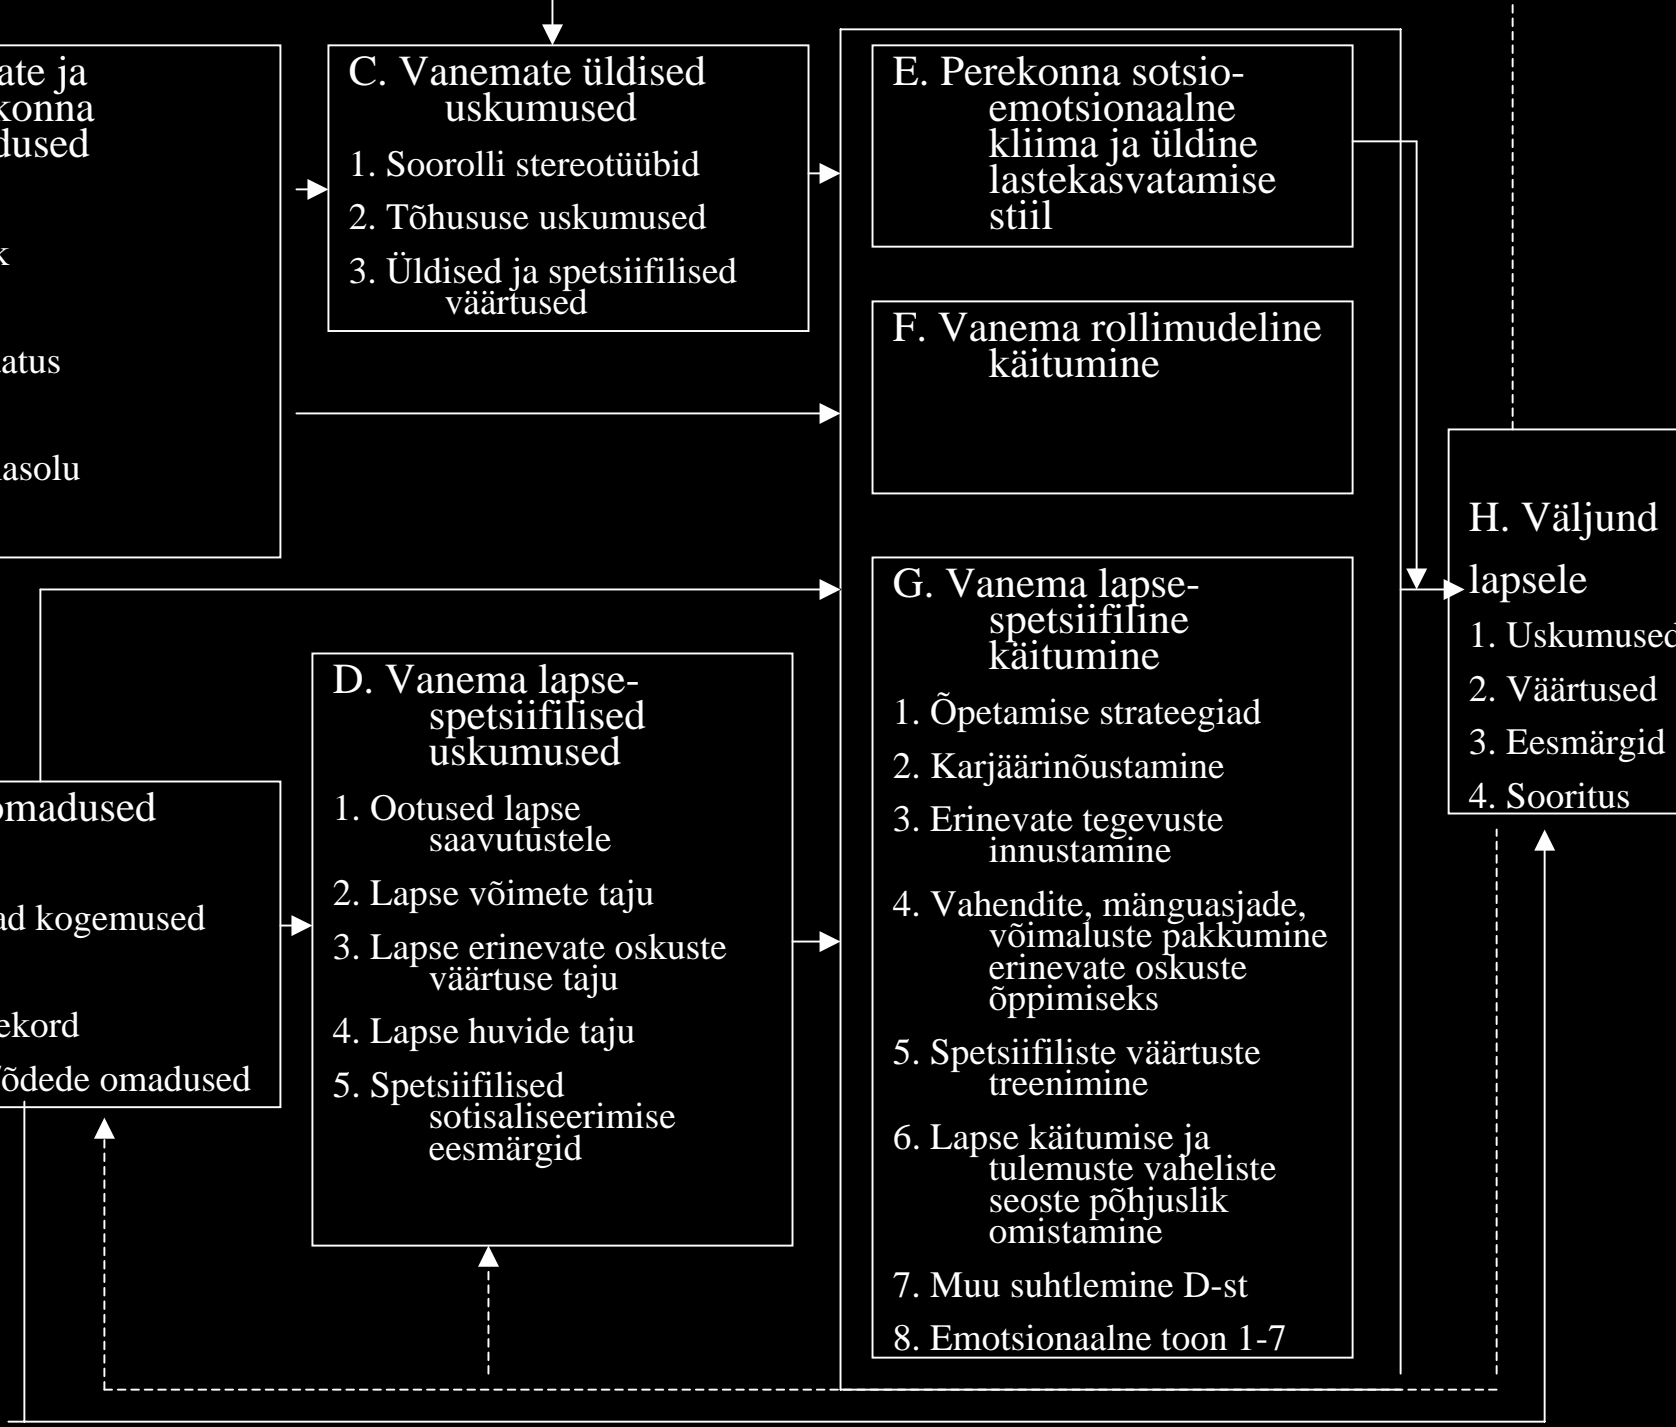 ate ja
konna
dused
k
atus
asolu
C. Vanemate üldised
uskumused
1. Soorolli stereotüübid
2. Tõhususe uskumused
3. Üldised ja spetsiifilised
väärtused
E. Perekonna sotsio-
emotsionaalne
kliima ja üldine
lastekasvatamise
stiil
F. Vanema rollimudeline
käitumine
omadused
ad kogemused
ekord
õdede omadused
D. Vanema lapse-
spetsiifilised
uskumused
1. Ootused lapse
saavutustele
2. Lapse võimete taju
3. Lapse erinevate oskuste
väärtuse taju
4. Lapse huvide taju
5. Spetsiifilised
sotisaliseerimise
eesmärgid
G. Vanema lapse-
spetsiifiline
käitumine
1. Õpetamise strateegiad
2. Karjäärinõustamine
3. Erinevate tegevuste
innustamine
4. Vahendite, mänguasjade,
võimaluste pakkumine
erinevate oskuste
õppimiseks
5. Spetsiifiliste väärtuste
treenimine
6. Lapse käitumise ja
tulemuste vaheliste
seoste põhjuslik
omistamine
7. Muu suhtlemine D-st
8. Emotsionaalne toon 1-7
H. Väljund
lapsele
1. Uskumused
2. Väärtused
3. Eesmärgid
4. Sooritus